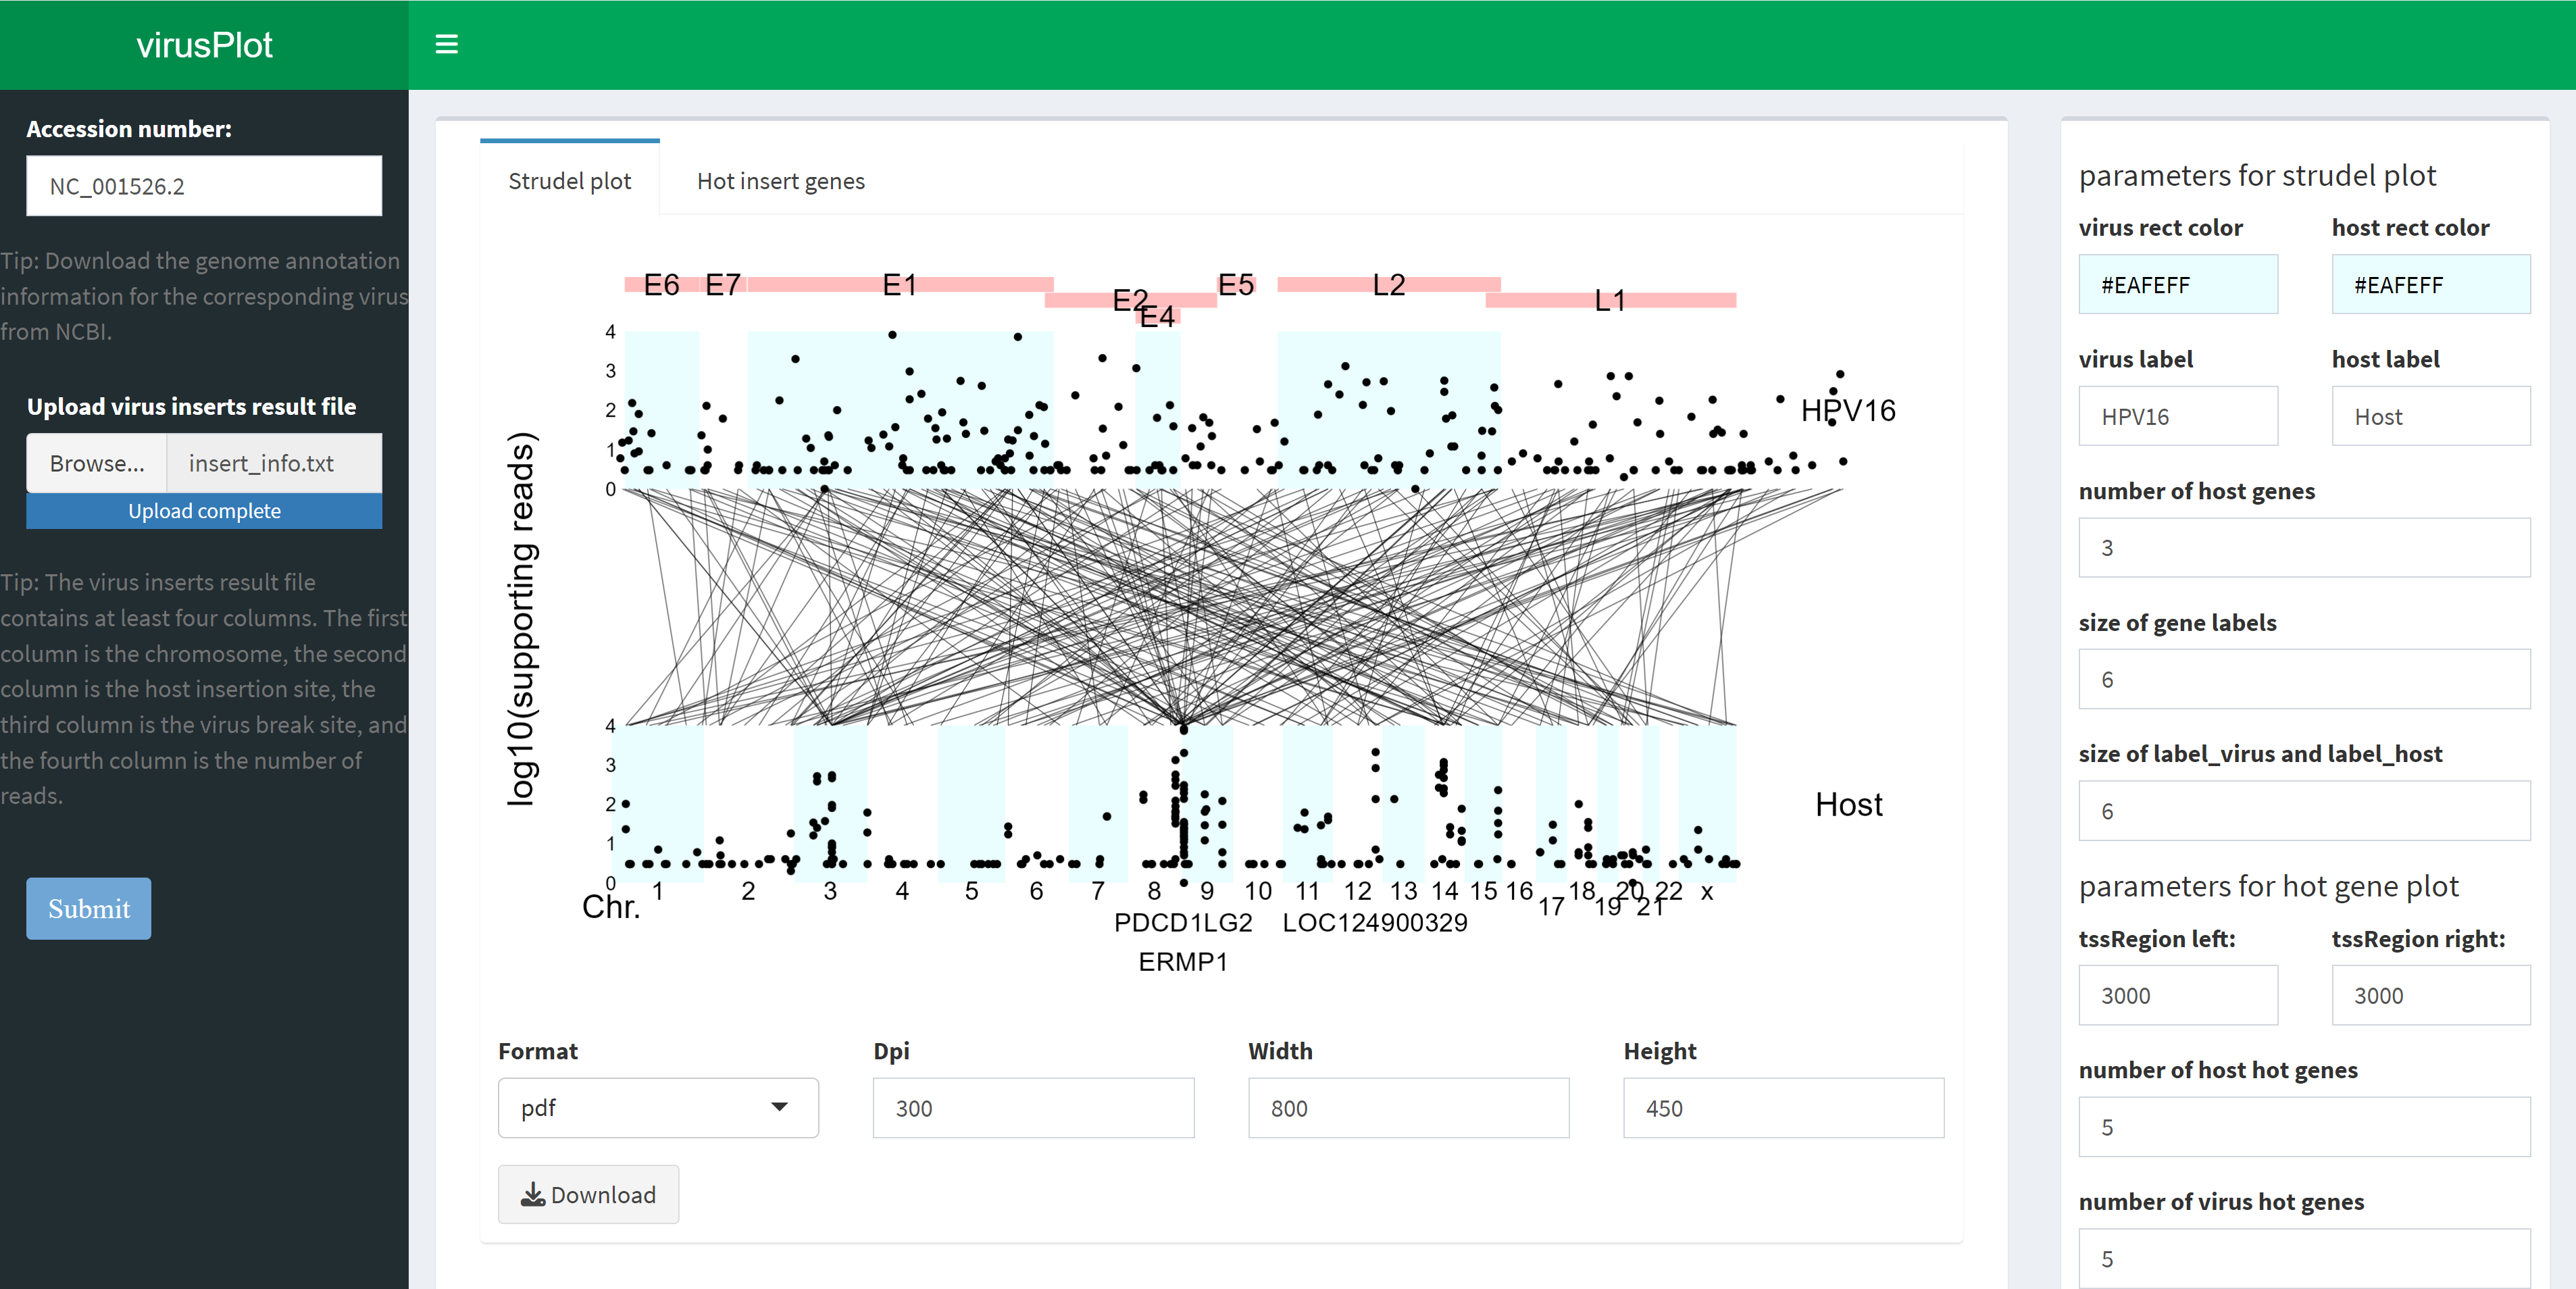 virusPlot
Accession number:
NC_001526.2
Tip: Download the genome annotation
information for the corresponding virus
from NCBI.
Upload virus inserts result file
Browse...
insert_info.txt
Upload complete
Tip: The virus inserts result file
contains at least four columns. The first
column is the chromosome, the second
column is the host insertion site, the
third column is the virus break site, and
the fourth column is the number of
reads.
Submit
Strudel plot
Hot insert genes
E6 E7 E1 E5 L2
E2 L1
E4
4
3
2
1
0
HPV16
log10(supporting reads)
4
3
2
1
0
Host
1 2 3 4 5 6 7 8 9 10 11 12 13 14 15 16 18 20 22 x
Chr.
17 19 21
PDCD1LG2 LOC124900329
ERMP1
Format Dpi Width Height
pdf 300 800 450
Download
parameters for strudel plot
virus rect color host rect color
#EAFEFF #EAFEFF
virus label host label
HPV16 Host
number of host genes
3
size of gene labels
6
size of label_virus and label_host
6
parameters for hot gene plot
tssRegion left: tssRegion right:
3000 3000
number of host hot genes
5
number of virus hot genes
5